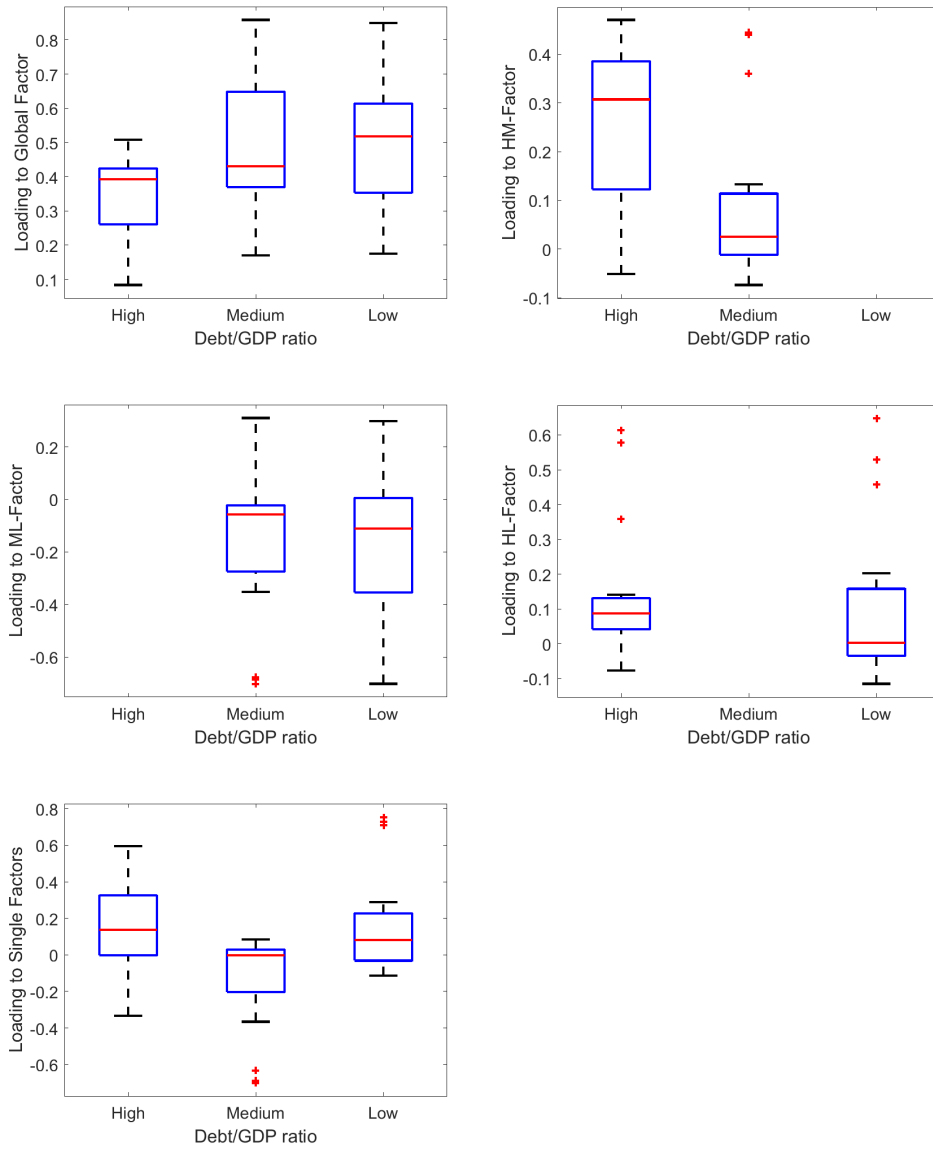 Loading to Global Factor
0.8
0.7
0.6
0.5
0.4
0.3
0.2
0.1
High Medium Low
Debt/GDP ratio
Loading to HM-Factor
0.4
0.3
0.2
0.1
0
-0.1
High Medium Low
Debt/GDP ratio
Loading to ML-Factor
0.2
0
-0.2
-0.4
-0.6
High Medium Low
Debt/GDP ratio
Loading to HL-Factor
0.6
0.5
0.4
0.3
0.2
0.1
0
-0.1
High Medium Low
Debt/GDP ratio
Loading to Single Factors
0.8
0.6
0.4
0.2
0
-0.2
-0.4
-0.6
High Medium Low
Debt/GDP ratio